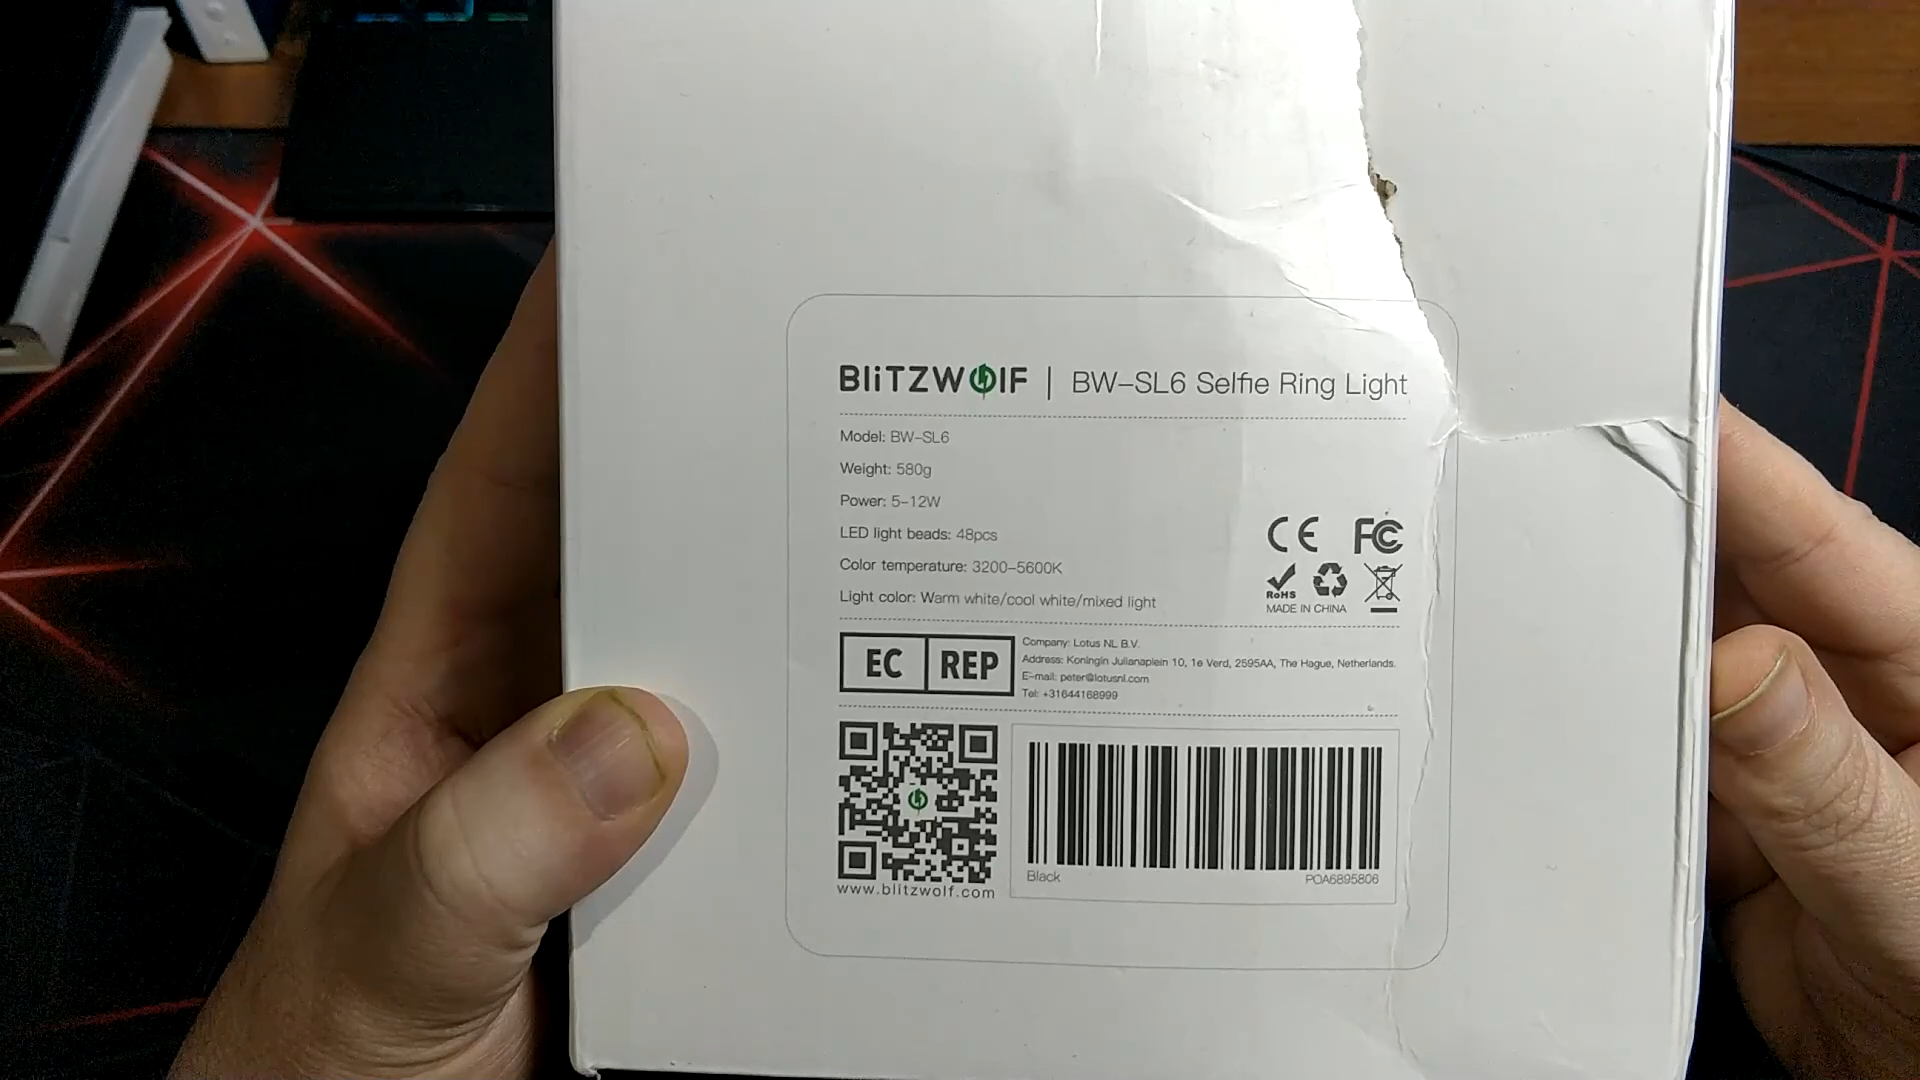 BLiTZWOlF | BW-SL6 Selfie Ring Light
Model: BW-SL6
Weight: 580g
Power: 5-12W
LED light beads: 48pcs
Color temperature: 3200-5600K
Light color: Warm white/cool white/mixed light
CE FC
RoHS
MADE IN CHINA
EC REP
Company: Lotus NL B.V.
Address: Koningin Julianaplein 10, 1e Verd, 2595AA, The Hague, Netherlands.
E-mail: peter@lotusnl.com
Tel: +31644168999
www.blitzwolf.com
Black
POA6895806